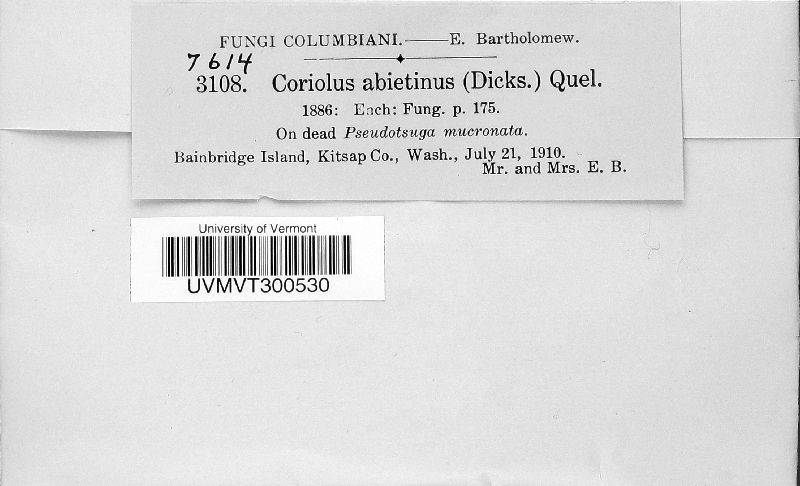 FUNGI COLUMBIANI.——E. Bartholomew.
7614
3108. Coriolus abietinus (Dicks.) Quel.
1886: Ench: Fung. p. 175.
On dead Pseudotsuga mucronata.
Bainbridge Island, Kitsap Co., Wash., July 21, 1910.
Mr. and Mrs. E. B.
University of Vermont
UVMVT300530